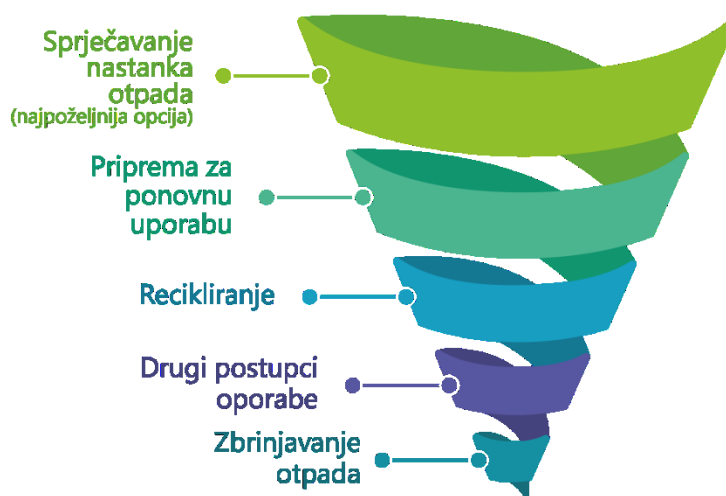 Sprječavanje
nastanka
otpada
(najpoželjnija opcija)
Priprema za
ponovnu
uporabu
Recikliranje
Drugi postupci
oporabe
Zbrinjavanje
otpada